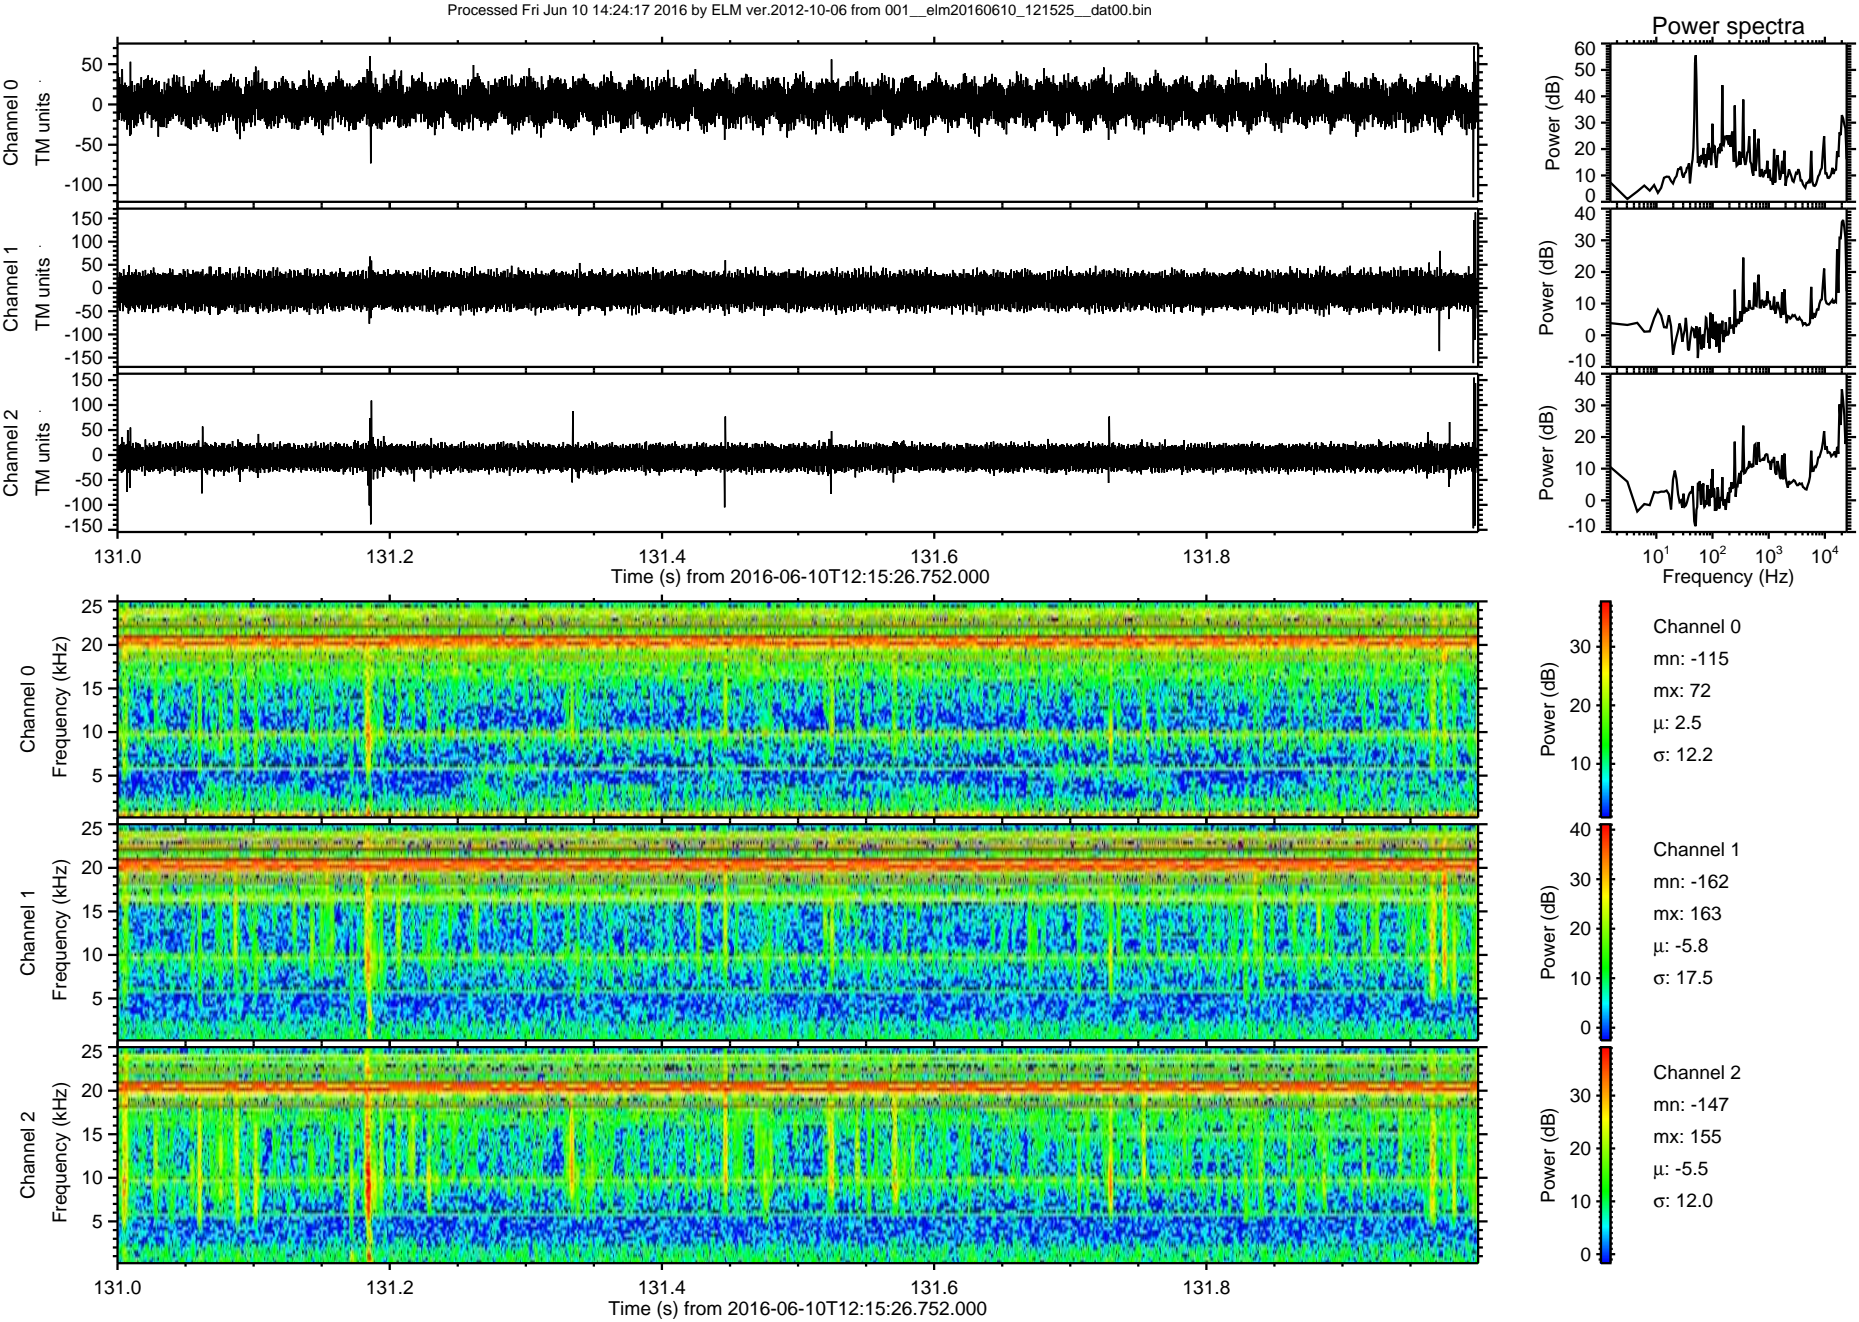 Processed Fri Jun 10 14:24:17 2016 by ELM ver.2012-10-06 from 001__elm20160610_121525__dat00.bin
Power spectra
Channel 0
TM units
50
0
-50
-100
Power (dB)
60
50
40
30
20
10
0
Channel 1
TM units
150
100
50
0
-50
-100
-150
Power (dB)
40
30
20
10
0
-10
Channel 2
TM units
150
100
50
0
-50
-100
-150
Power (dB)
40
30
20
10
0
-10
131.0 131.2 131.4 131.6 131.8
Time (s) from 2016-06-10T12:15:26.752.000
10¹ 10² 10³ 10⁴
Frequency (Hz)
Channel 0
Frequency (kHz)
25
20
15
10
5
Power (dB)
30
20
10
Channel 0
mn: -115
mx: 72
µ: 2.5
σ: 12.2
Channel 1
Frequency (kHz)
25
20
15
10
5
Power (dB)
40
30
20
10
0
Channel 1
mn: -162
mx: 163
µ: -5.8
σ: 17.5
Channel 2
Frequency (kHz)
25
20
15
10
5
Power (dB)
30
20
10
0
Channel 2
mn: -147
mx: 155
µ: -5.5
σ: 12.0
131.0 131.2 131.4 131.6 131.8
Time (s) from 2016-06-10T12:15:26.752.000